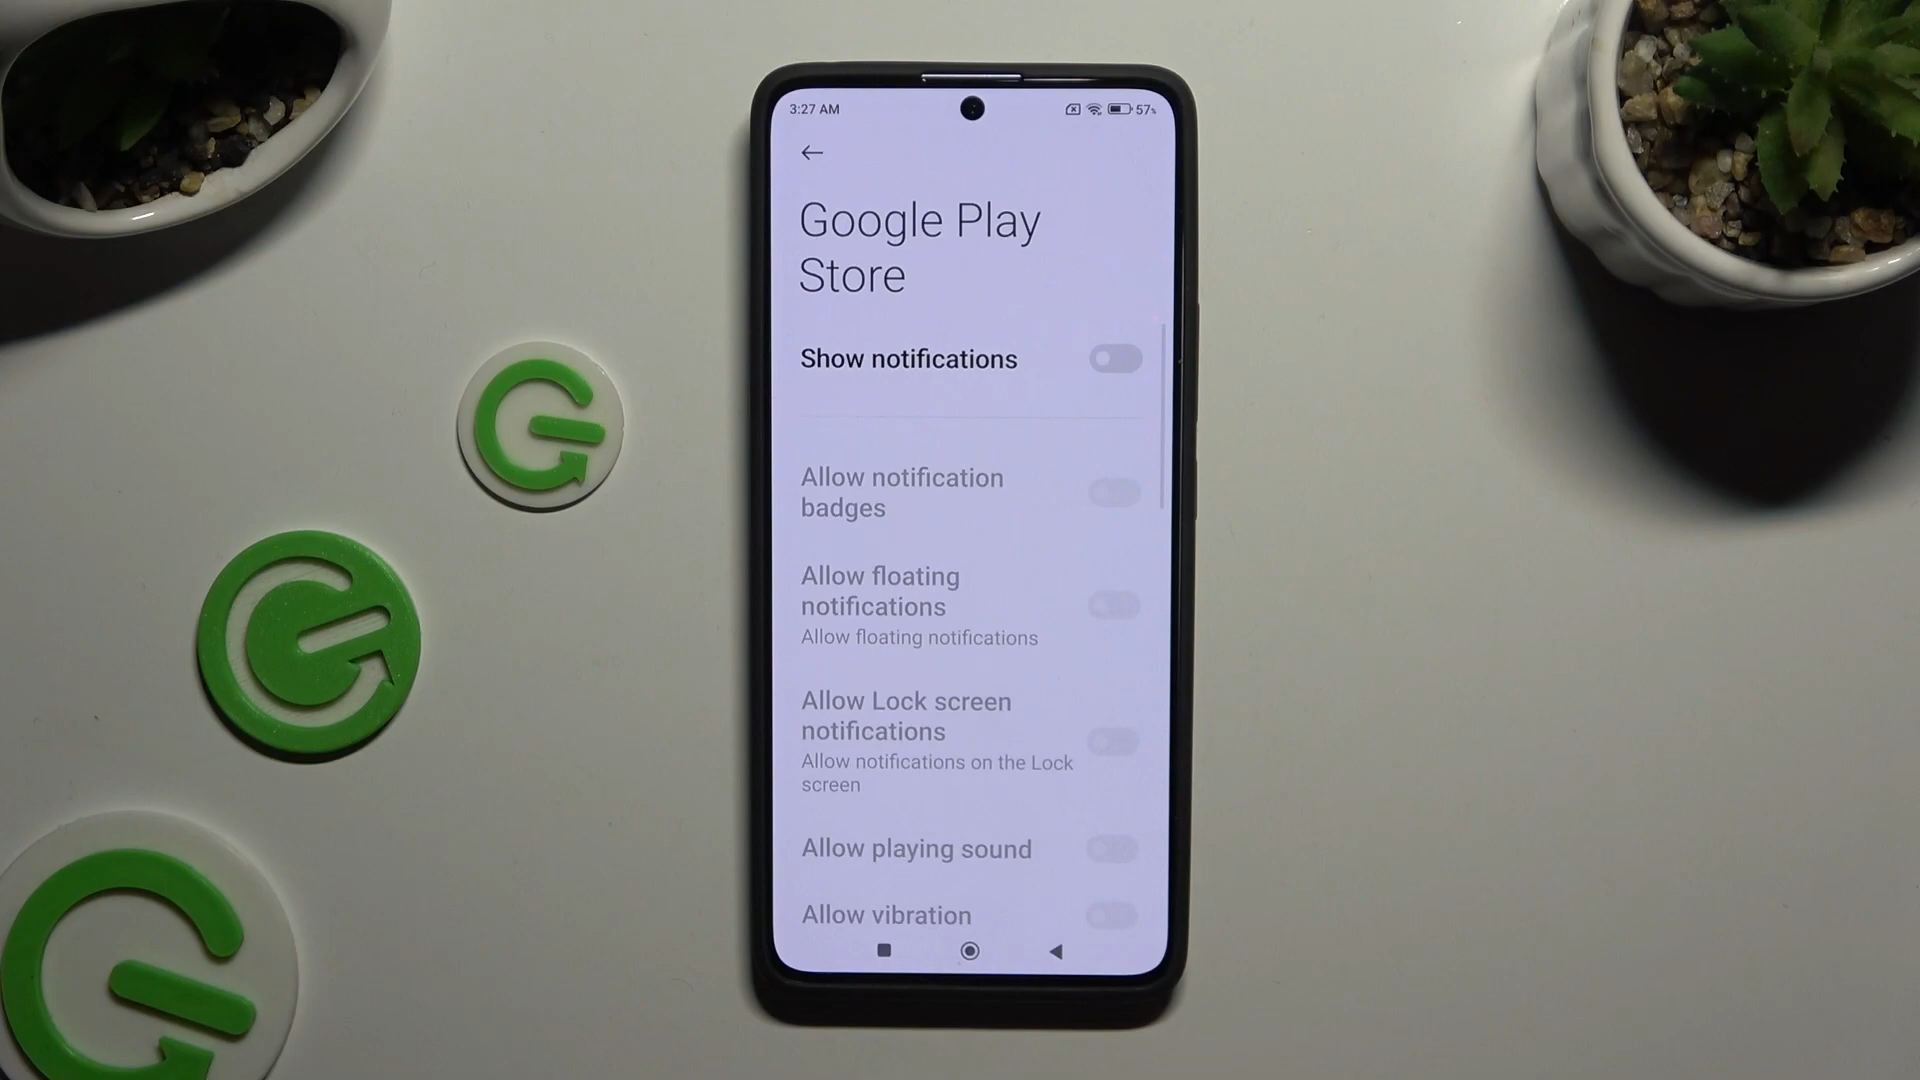 3:27 AM
57%
Google Play
Store
Show notifications
Allow notification
badges
Allow floating
notifications
Allow floating notifications
Allow Lock screen
notifications
Allow notifications on the Lock
screen
Allow playing sound
Allow vibration